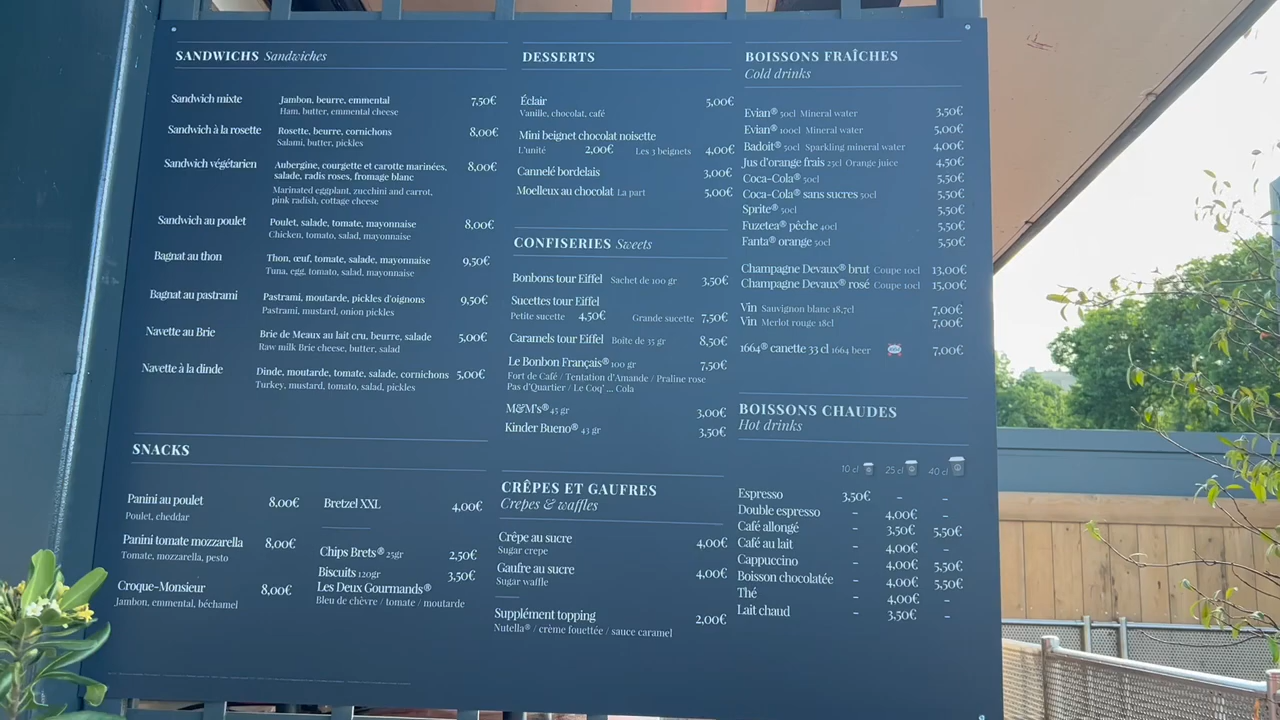 SANDWICHS Sandwiches
Sandwich mixte Jambon, beurre, emmental 7,50€
Ham, butter, emmental cheese
Sandwich à la rosette Rosette, beurre, cornichons 8,00€
Salami, butter, pickles
Sandwich végétarien Aubergine, courgette et carotte marinées, 8,00€
salade, radis roses, fromage blanc
Marinated eggplant, zucchini and carrot,
pink radish, cottage cheese
Sandwich au poulet Poulet, salade, tomate, mayonnaise 8,00€
Chicken, tomato, salad, mayonnaise
Bagnat au thon Thon, œuf, tomate, salade, mayonnaise 9,50€
Tuna, egg, tomato, salad, mayonnaise
Bagnat au pastrami Pastrami, moutarde, pickles d'oignons 9,50€
Pastrami, mustard, onion pickles
Navette au Brie Brie de Meaux au lait cru, beurre, salade 5,00€
Raw milk Brie cheese, butter, salad
Navette à la dinde Dinde, moutarde, tomate, salade, cornichons 5,00€
Turkey, mustard, tomato, salad, pickles
SNACKS
Panini au poulet 8,00€
Poulet, cheddar
Panini tomate mozzarella 8,00€
Tomate, mozzarella, pesto
Croque-Monsieur 8,00€
Jambon, emmental, béchamel
Bretzel XXL 4,00€
Chips Brets® 25gr 2,50€
Biscuits 120gr 3,50€
Les Deux Gourmands®
Bleu de chèvre / tomate / moutarde
DESSERTS
Éclair 5,00€
Vanille, chocolat, café
Mini beignet chocolat noisette
L'unité 2,00€ Les 3 beignets 4,00€
Cannelé bordelais 3,00€
Moelleux au chocolat La part 5,00€
CONFISERIES Sweets
Bonbons tour Eiffel Sachet de 100 gr 3,50€
Sucettes tour Eiffel
Petite sucette 4,50€ Grande sucette 7,50€
Caramels tour Eiffel Boîte de 35 gr 8,50€
Le Bonbon Français® 100 gr 7,50€
Fort de Café / Tentation d'Amande / Praline rose
Pas d'Quartier / Le Coq' ... Cola
M&M's® 45 gr 3,00€
Kinder Bueno® 43 gr 3,50€
CRÊPES ET GAUFRES
Crepes & waffles
Crêpe au sucre 4,00€
Sugar crepe
Gaufre au sucre 4,00€
Sugar waffle
Supplément topping 2,00€
Nutella® / crème fouettée / sauce caramel
BOISSONS FRAÎCHES
Cold drinks
Evian® 50cl Mineral water 3,50€
Evian® 100cl Mineral water 5,00€
Badoit® 50cl Sparkling mineral water 4,00€
Jus d'orange frais 25cl Orange juice 4,50€
Coca-Cola® 50cl 5,50€
Coca-Cola® sans sucres 50cl 5,50€
Sprite® 50cl 5,50€
Fuzetea® pêche 40cl 5,50€
Fanta® orange 50cl 5,50€
Champagne Devaux® brut Coupe 10cl 13,00€
Champagne Devaux® rosé Coupe 10cl 15,00€
Vin Sauvignon blanc 18,7cl 7,00€
Vin Merlot rouge 18cl 7,00€
1664® canette 33 cl 1664 beer 7,00€
BOISSONS CHAUDES
Hot drinks
10 cl 25 cl 40 cl
Espresso 3,50€ - -
Double espresso - 4,00€ -
Café allongé - 3,50€ 5,50€
Café au lait - 4,00€ -
Cappuccino - 4,00€ 5,50€
Boisson chocolatée - 4,00€ 5,50€
Thé - 4,00€ -
Lait chaud - 3,50€ -